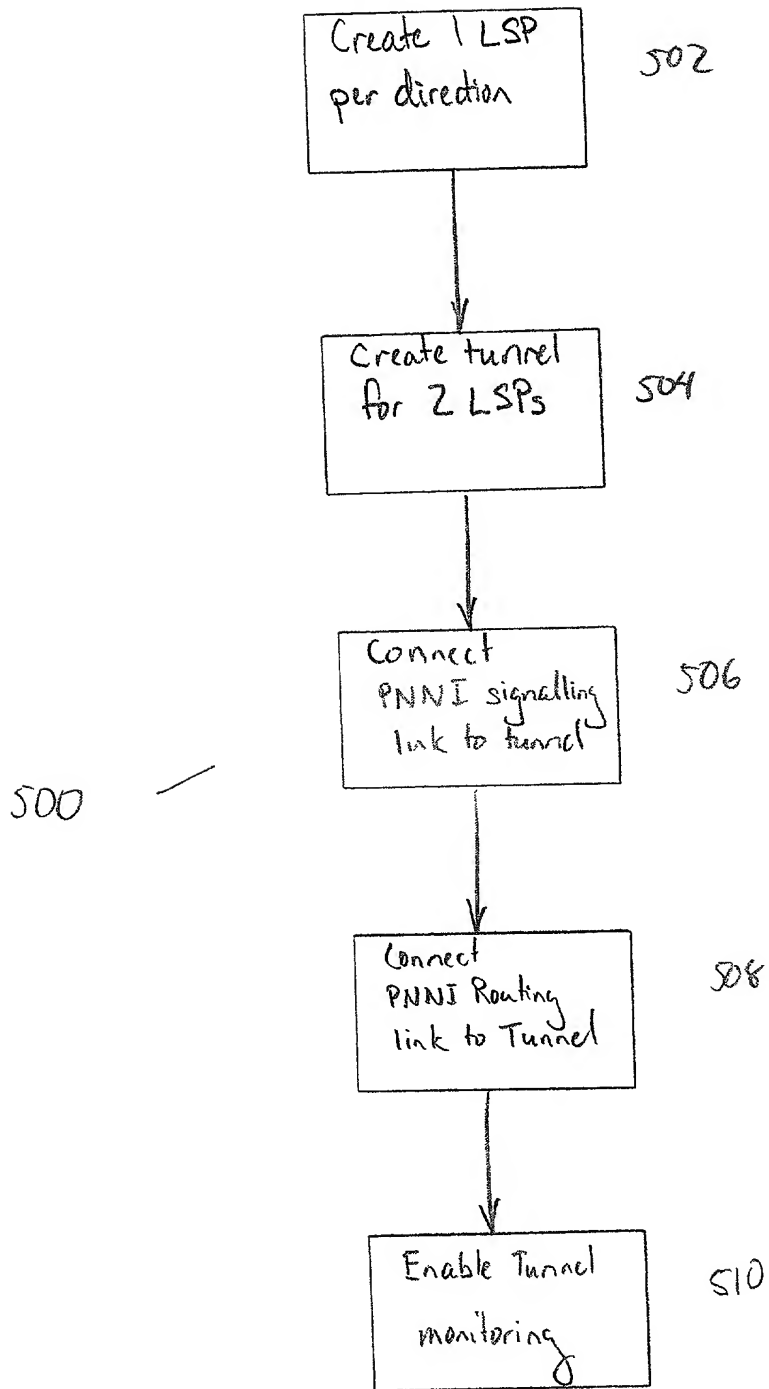 Create 1 LSP
per direction
502
Create tunnel
for 2 LSPs
504
Connect
PNNI signalling
link to tunnel
506
500
Connect
PNNI Routing
link to Tunnel
508
Enable Tunnel
monitoring
510